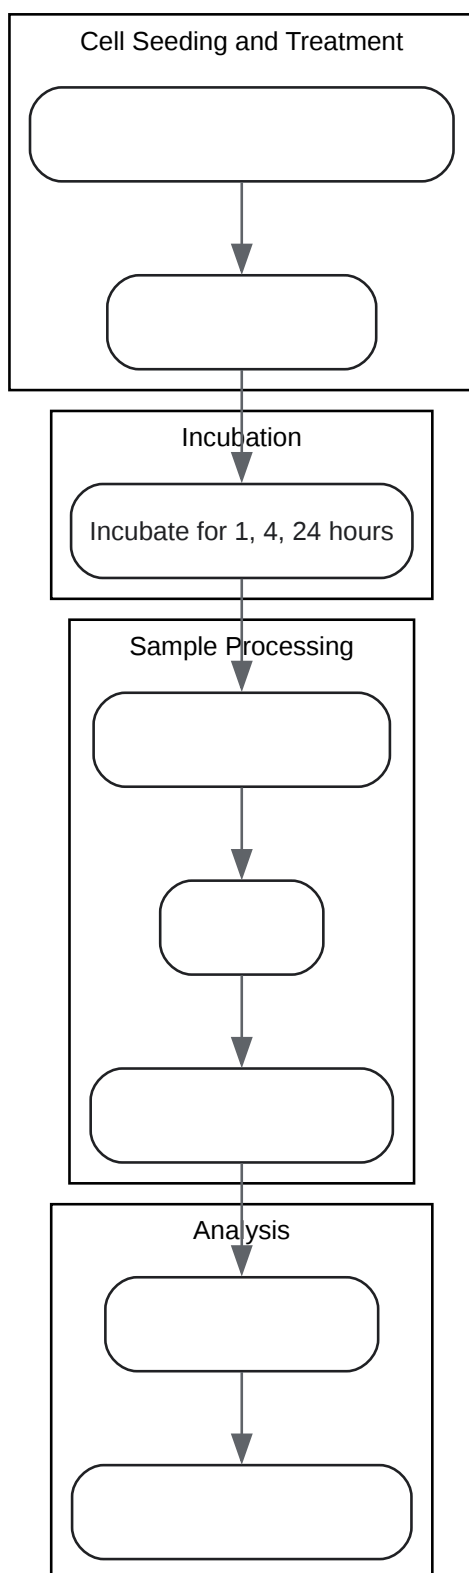 Cell Seeding and Treatment
Incubation
Incubate for 1, 4, 24 hours
Sample Processing
Analysis